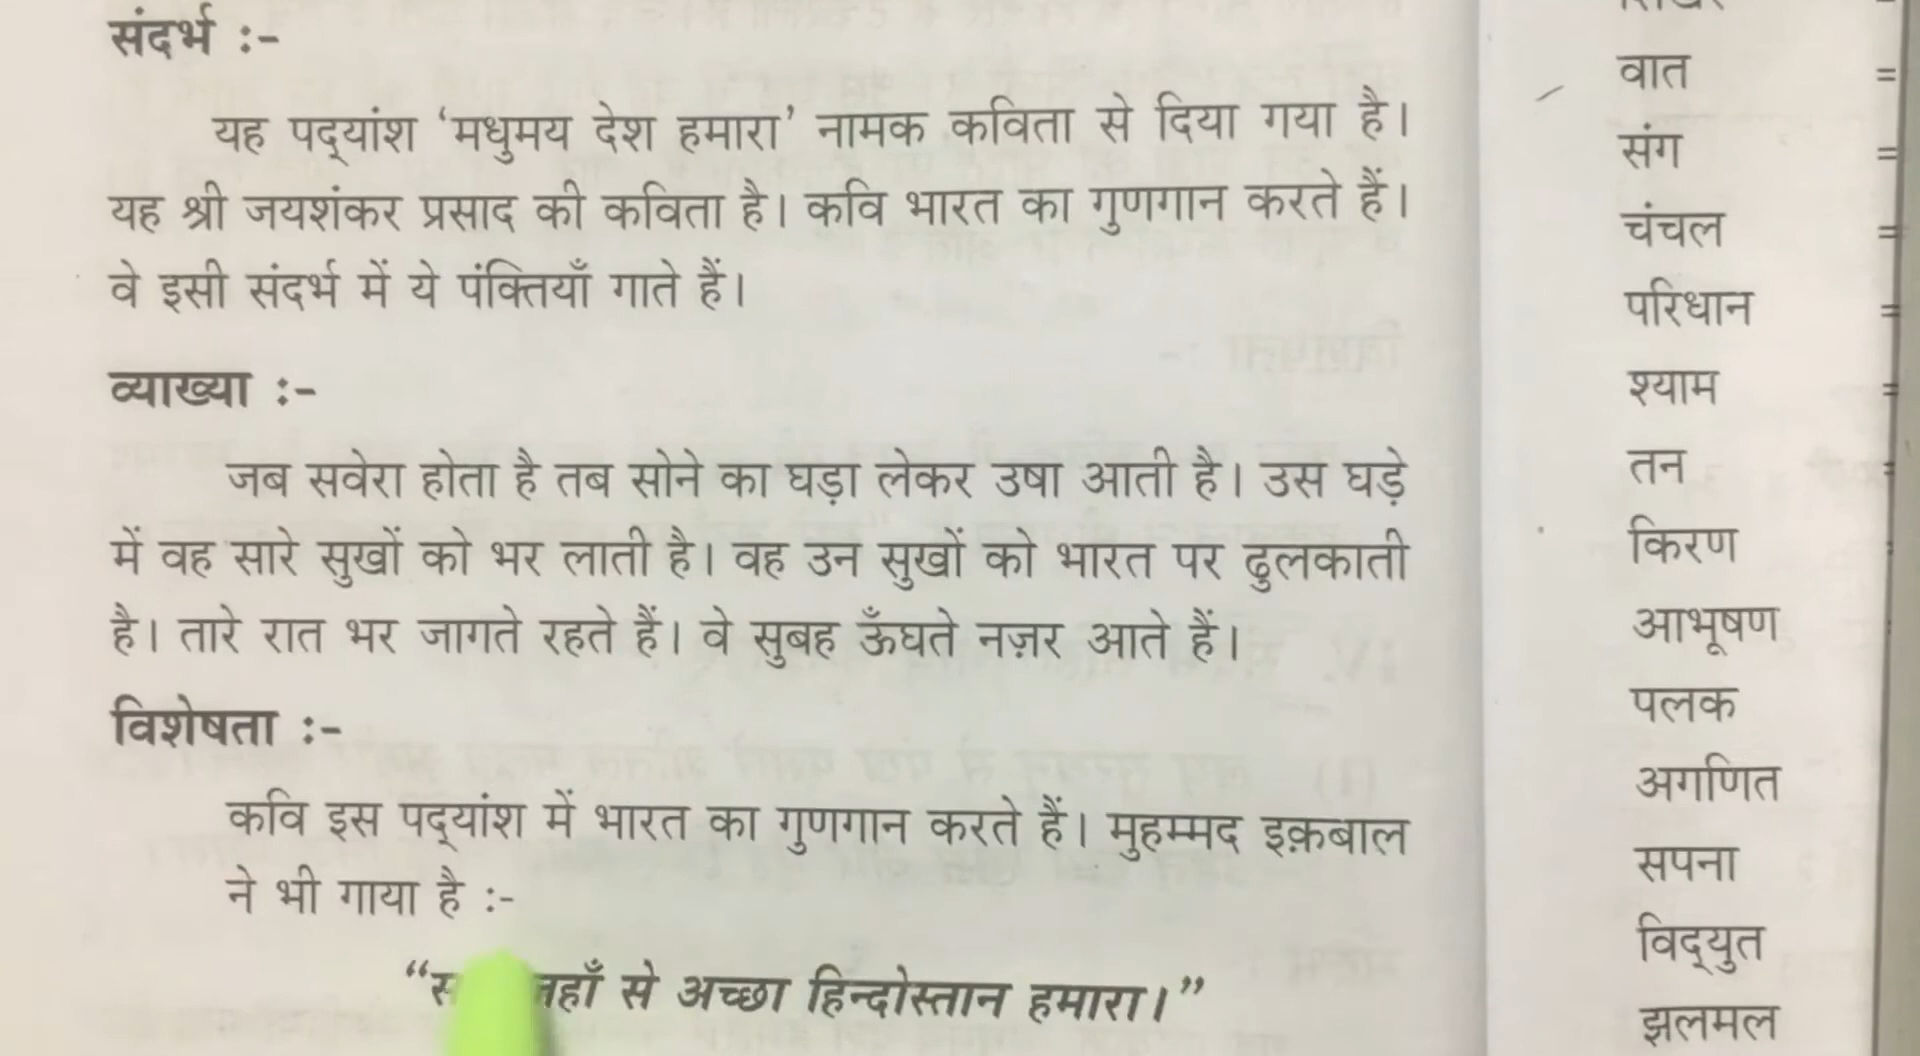 संदर्भ :-
यह पद्‌यांश ‘मधुमय देश हमारा’ नामक कविता से दिया गया है।
यह श्री जयशंकर प्रसाद की कविता है। कवि भारत का गुणगान करते हैं।
वे इसी संदर्भ में ये पंक्तियाँ गाते हैं।
व्याख्या :-
जब सवेरा होता है तब सोने का घड़ा लेकर उषा आती है। उस घड़े
में वह सारे सुखों को भर लाती है। वह उन सुखों को भारत पर ढुलकाती
है। तारे रात भर जागते रहते हैं। वे सुबह ऊँघते नज़र आते हैं।
विशेषता :-
कवि इस पद्‌यांश में भारत का गुणगान करते हैं। मुहम्मद इक़बाल
ने भी गाया है :-
से अच्छा हिन्दोस्तान हमारा।”
वात =
संग =
चंचल =
परिधान =
श्याम =
तन =
किरण
आभूषण
पलक
अगणित
सपना
विद्‌युत
झलमल